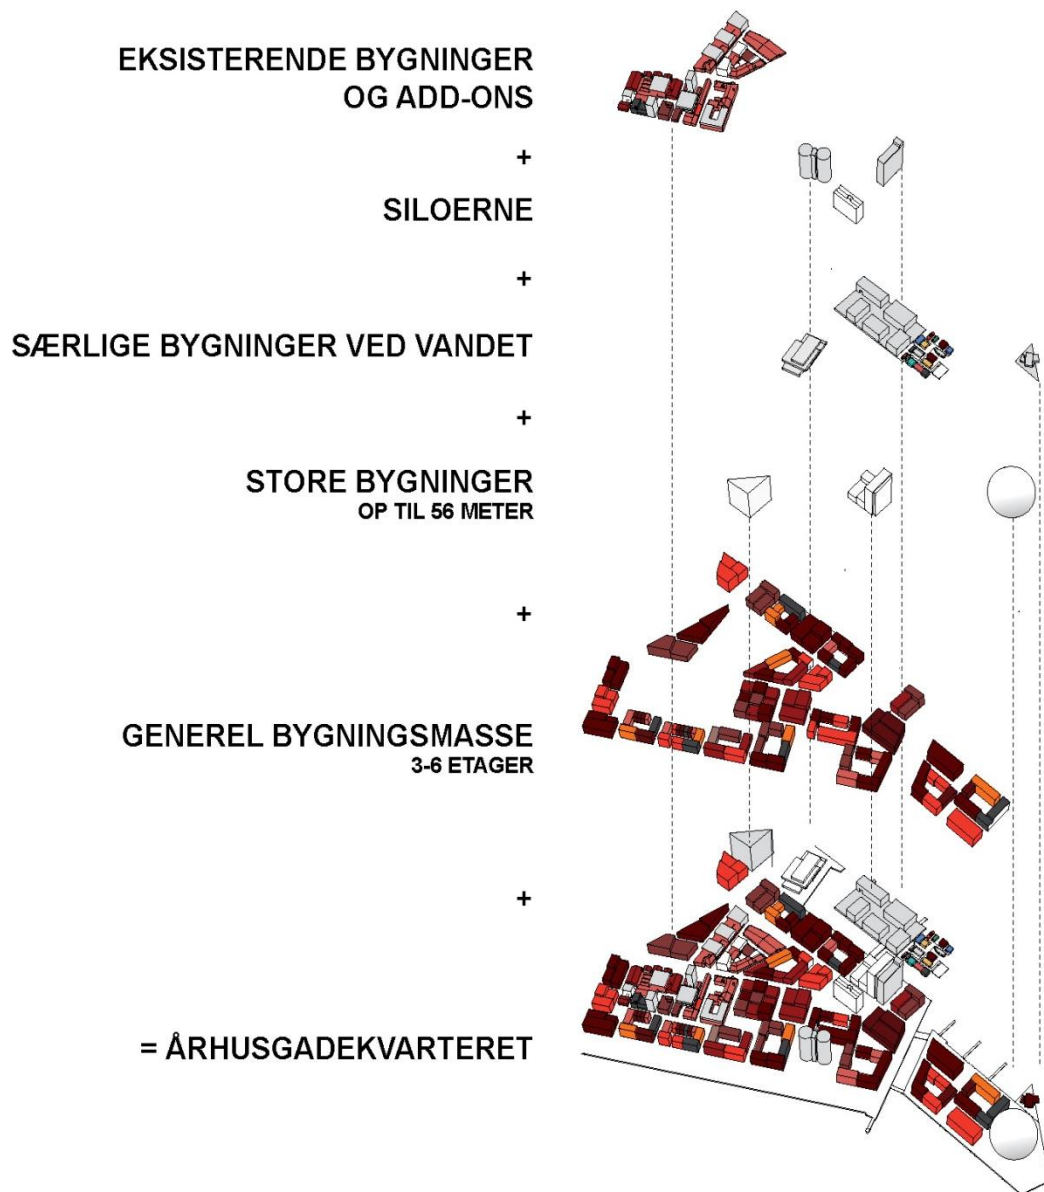 EKSISTERENDE BYGNINGER
OG ADD-ONS
+
SILOERNE
+
SÆRLIGE BYGNINGER VED VANDET
+
STORE BYGNINGER
OP TIL 56 METER
+
GENEREL BYGNINGSMASSE
3-6 ETAGER
+
= ÅRHUSGADEKVARTERET